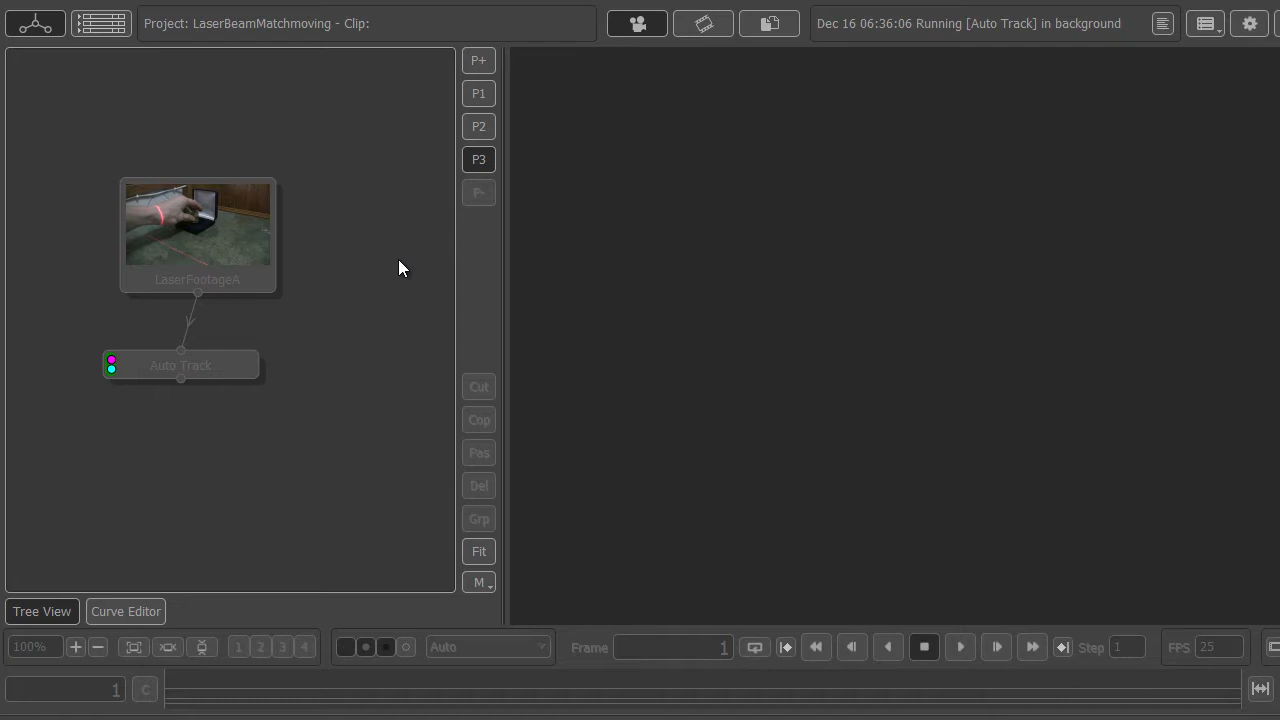 Project: LaserBeamMatchmoving - Clip:
Dec 16 06:36:06 Running [Auto Track] in background
P+
P1
P2
P3
P-
LaserFootageA
Auto Track
Cut
Cop
Pas
Del
Grp
Fit
M
Tree View
Curve Editor
100%
1
2
3
4
Auto
Frame
1
Step
1
FPS
25
1
C